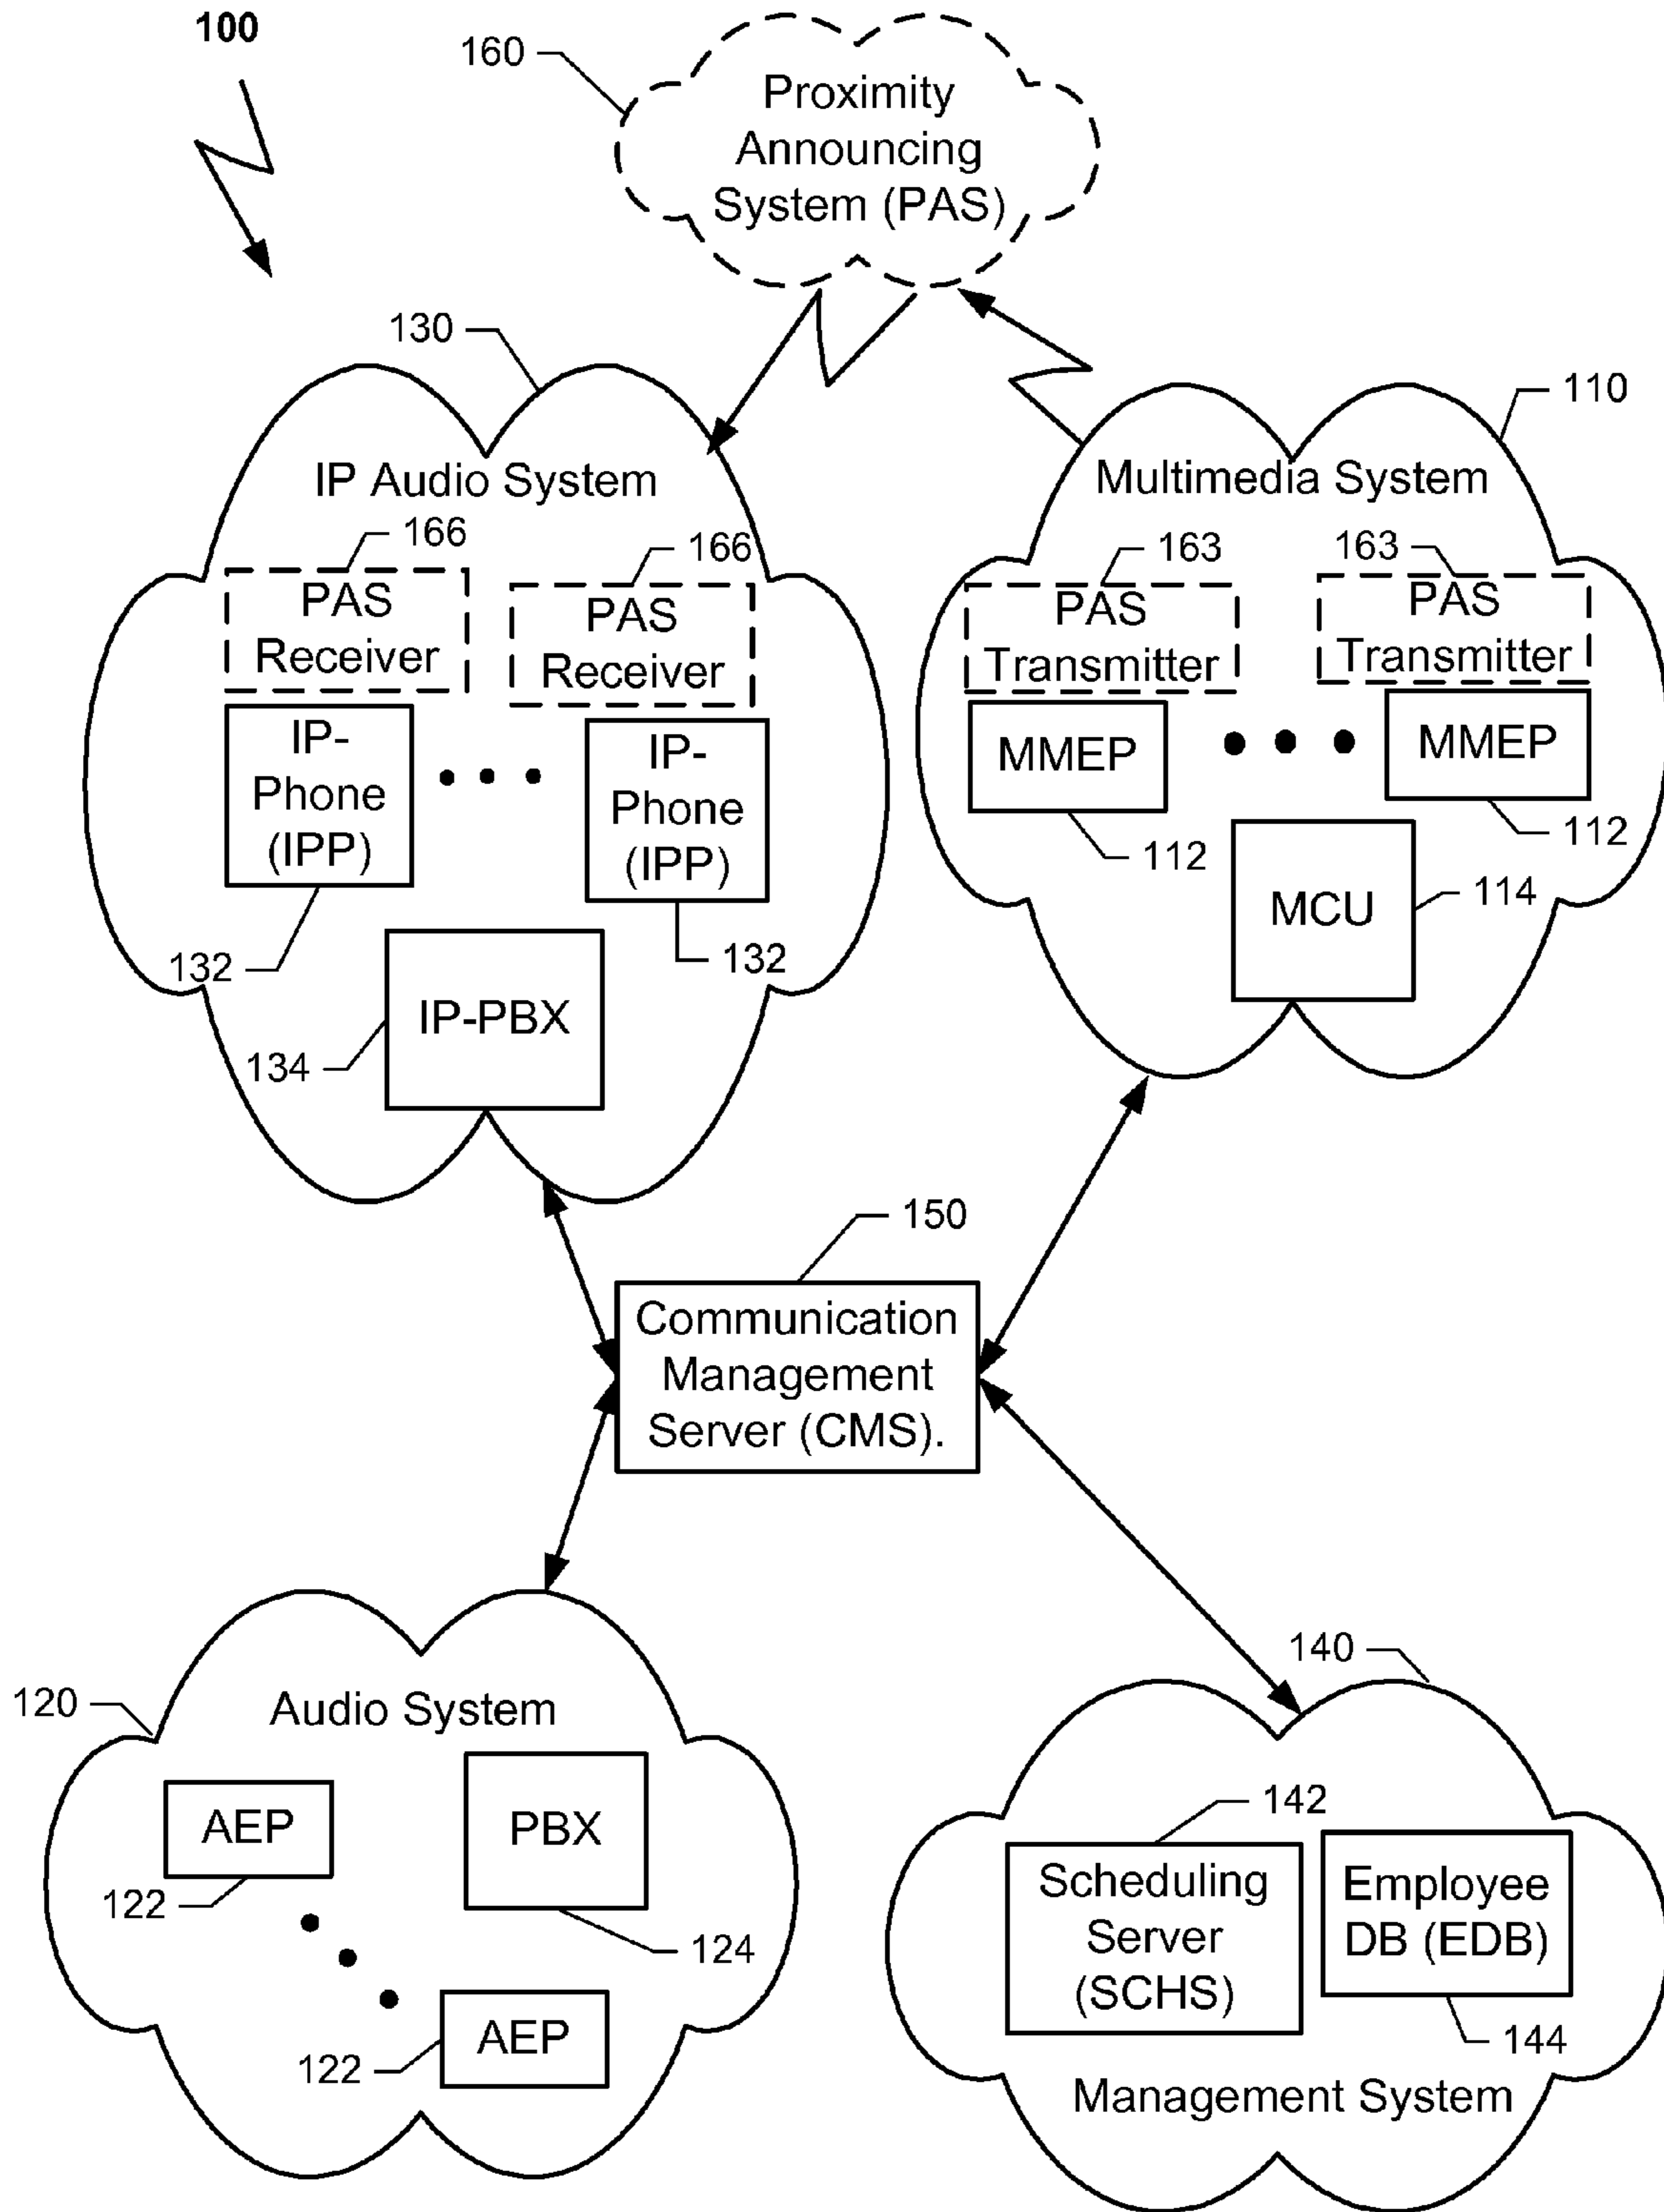 100
160
Proximity
Announcing
System (PAS)
130
110
IP Audio System
Multimedia System
166
166
163
163
PAS
Receiver
PAS
Receiver
PAS
Transmitter
PAS
Transmitter
IP-
Phone
(IPP)
IP-
Phone
(IPP)
MMEP
MMEP
112
112
132
132
MCU
114
IP-PBX
134
150
Communication
Management
Server (CMS).
120
Audio System
AEP
122
PBX
124
AEP
122
140
142
Scheduling
Server
(SCHS)
Employee
DB (EDB)
144
Management System